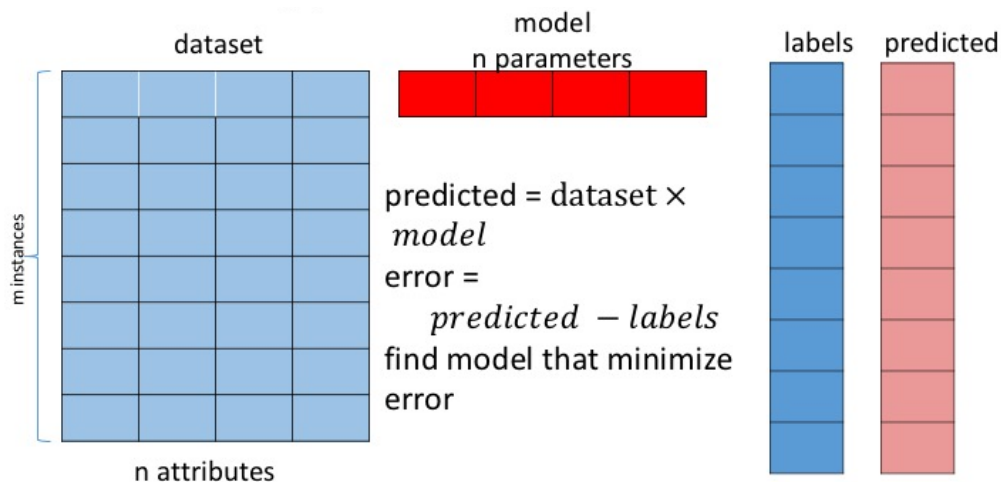 dataset
model
n parameters
labels
predicted
m instances
predicted = dataset ×
model
error =
predicted − labels
find model that minimize
error
n attributes